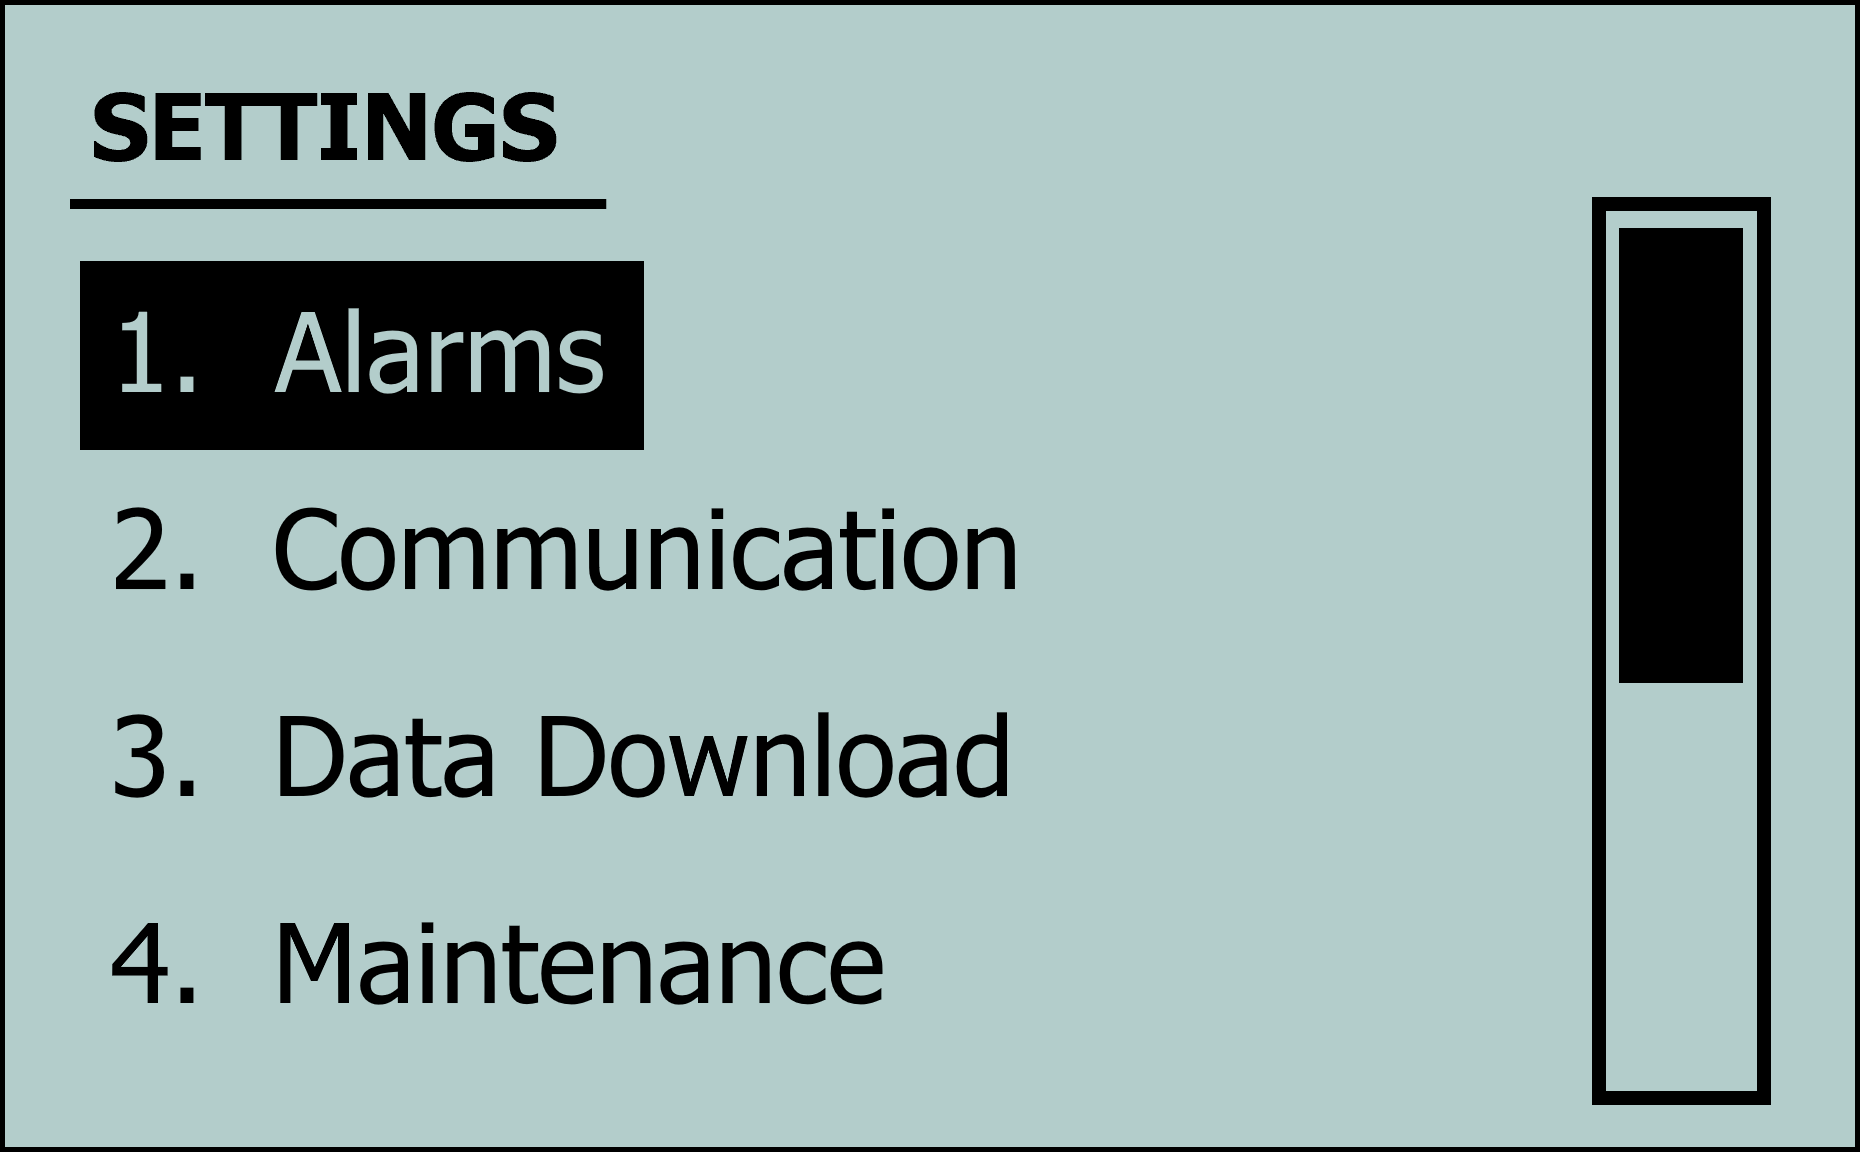 SETTINGS
1. Alarms
2. Communication
3. Data Download
4. Maintenance